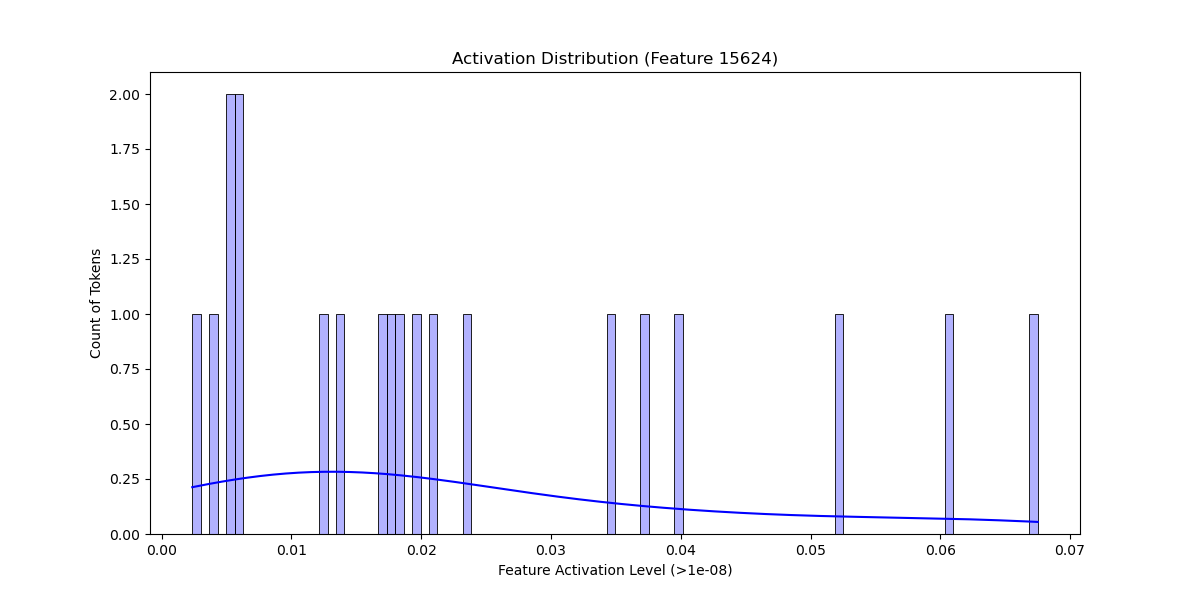 Activation Distribution (Feature 15624)
2.00
1.75
1.50
1.25
1.00
0.75
0.50
0.25
0.00
Count of Tokens
0.00 0.01 0.02 0.03 0.04 0.05 0.06 0.07
Feature Activation Level (>1e-08)